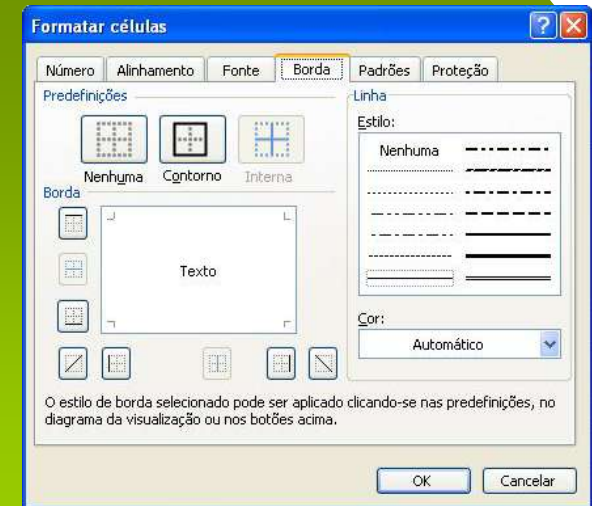 Formatar células
Número Alinhamento Fonte Borda Padrões Proteção
Predefinições
Nenhuma Contorno Interna
Borda
Texto
Linha
Estilo:
Nenhuma
Cor:
Automático
O estilo de borda selecionado pode ser aplicado clicando-se nas predefinições, no
diagrama da visualização ou nos botões acima.
OK Cancelar